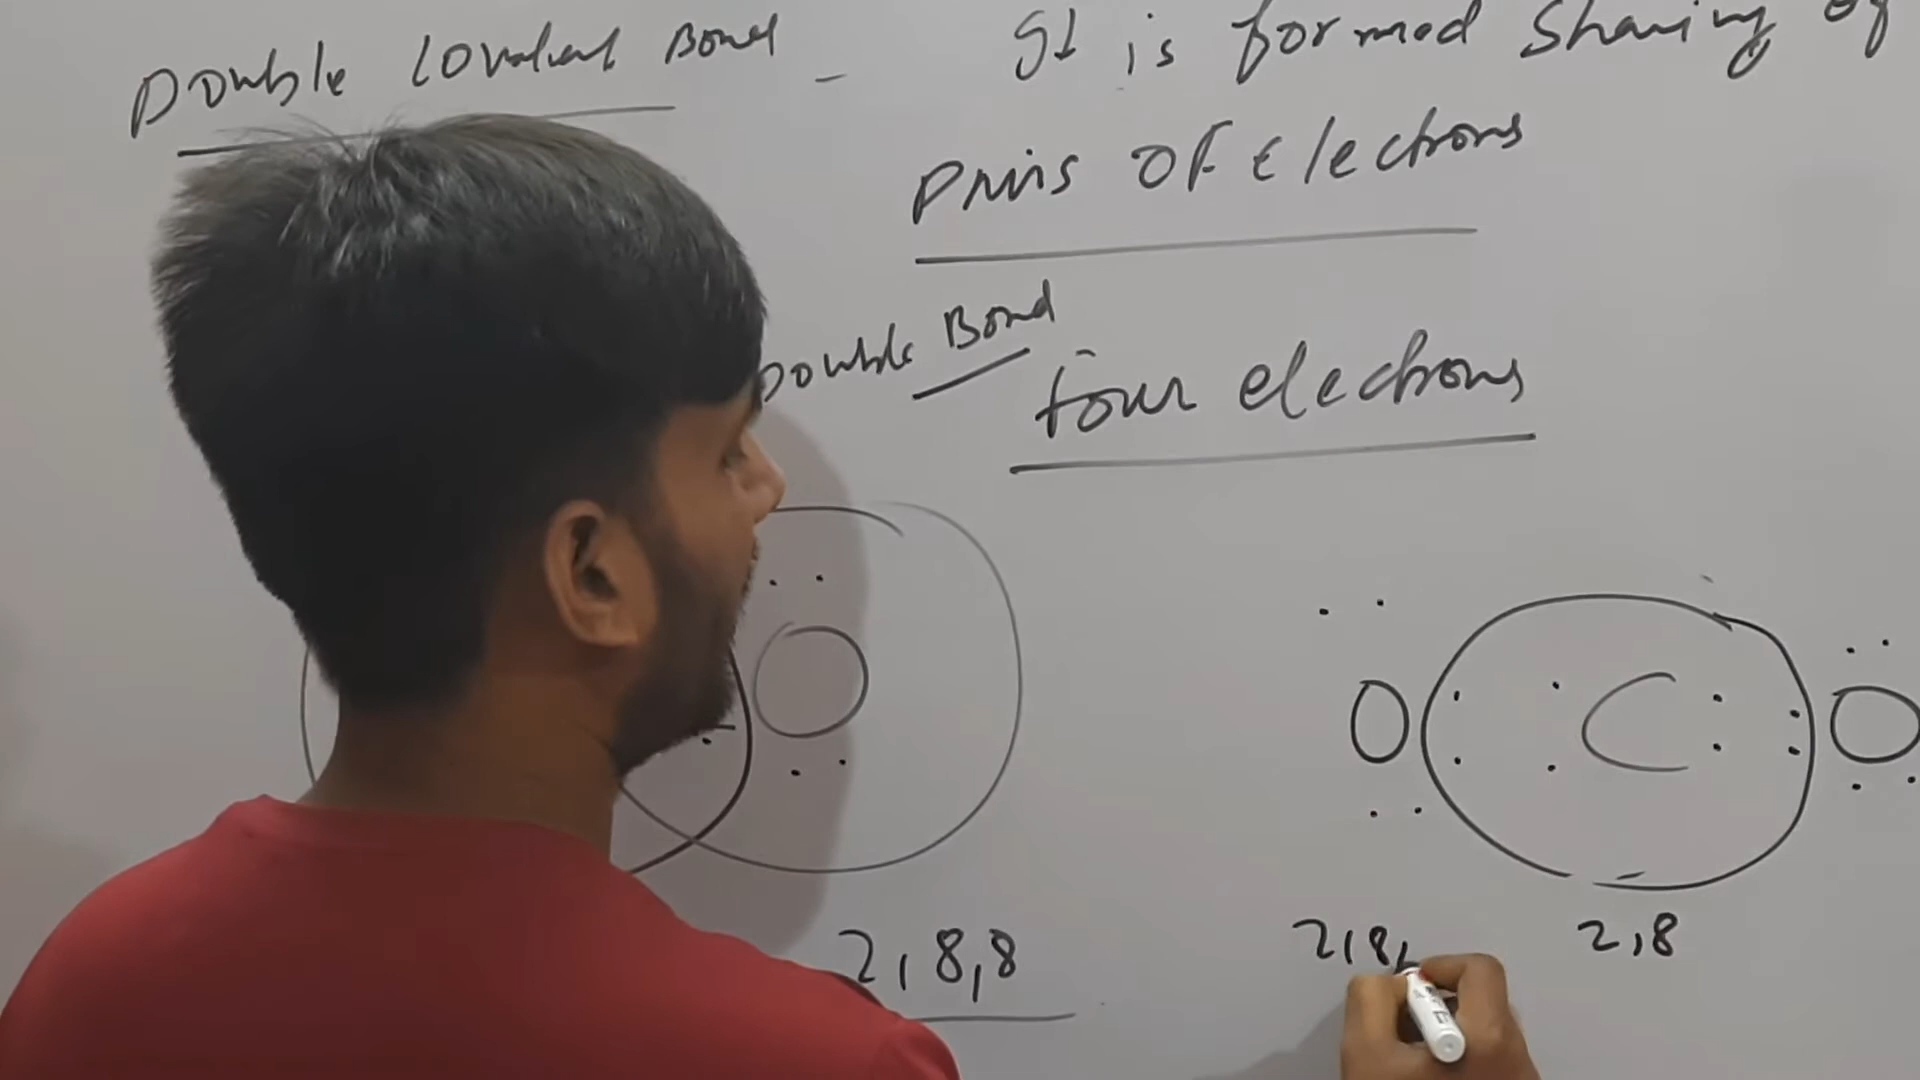 Double Covalent Bond - It is formed Sharing of
Pairs OF Electrons
Double Bond
four electrons
O C O
O
2,8,8
2,8,
2,8